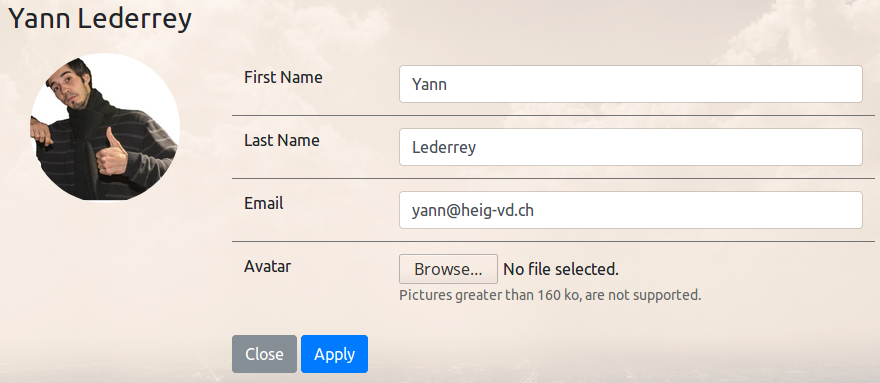 Yann Lederrey
First Name
Yann
Last Name
Lederrey
Email
yann@heig-vd.ch
Avatar
Browse... No file selected.
Pictures greater than 160 ko, are not supported.
Close Apply